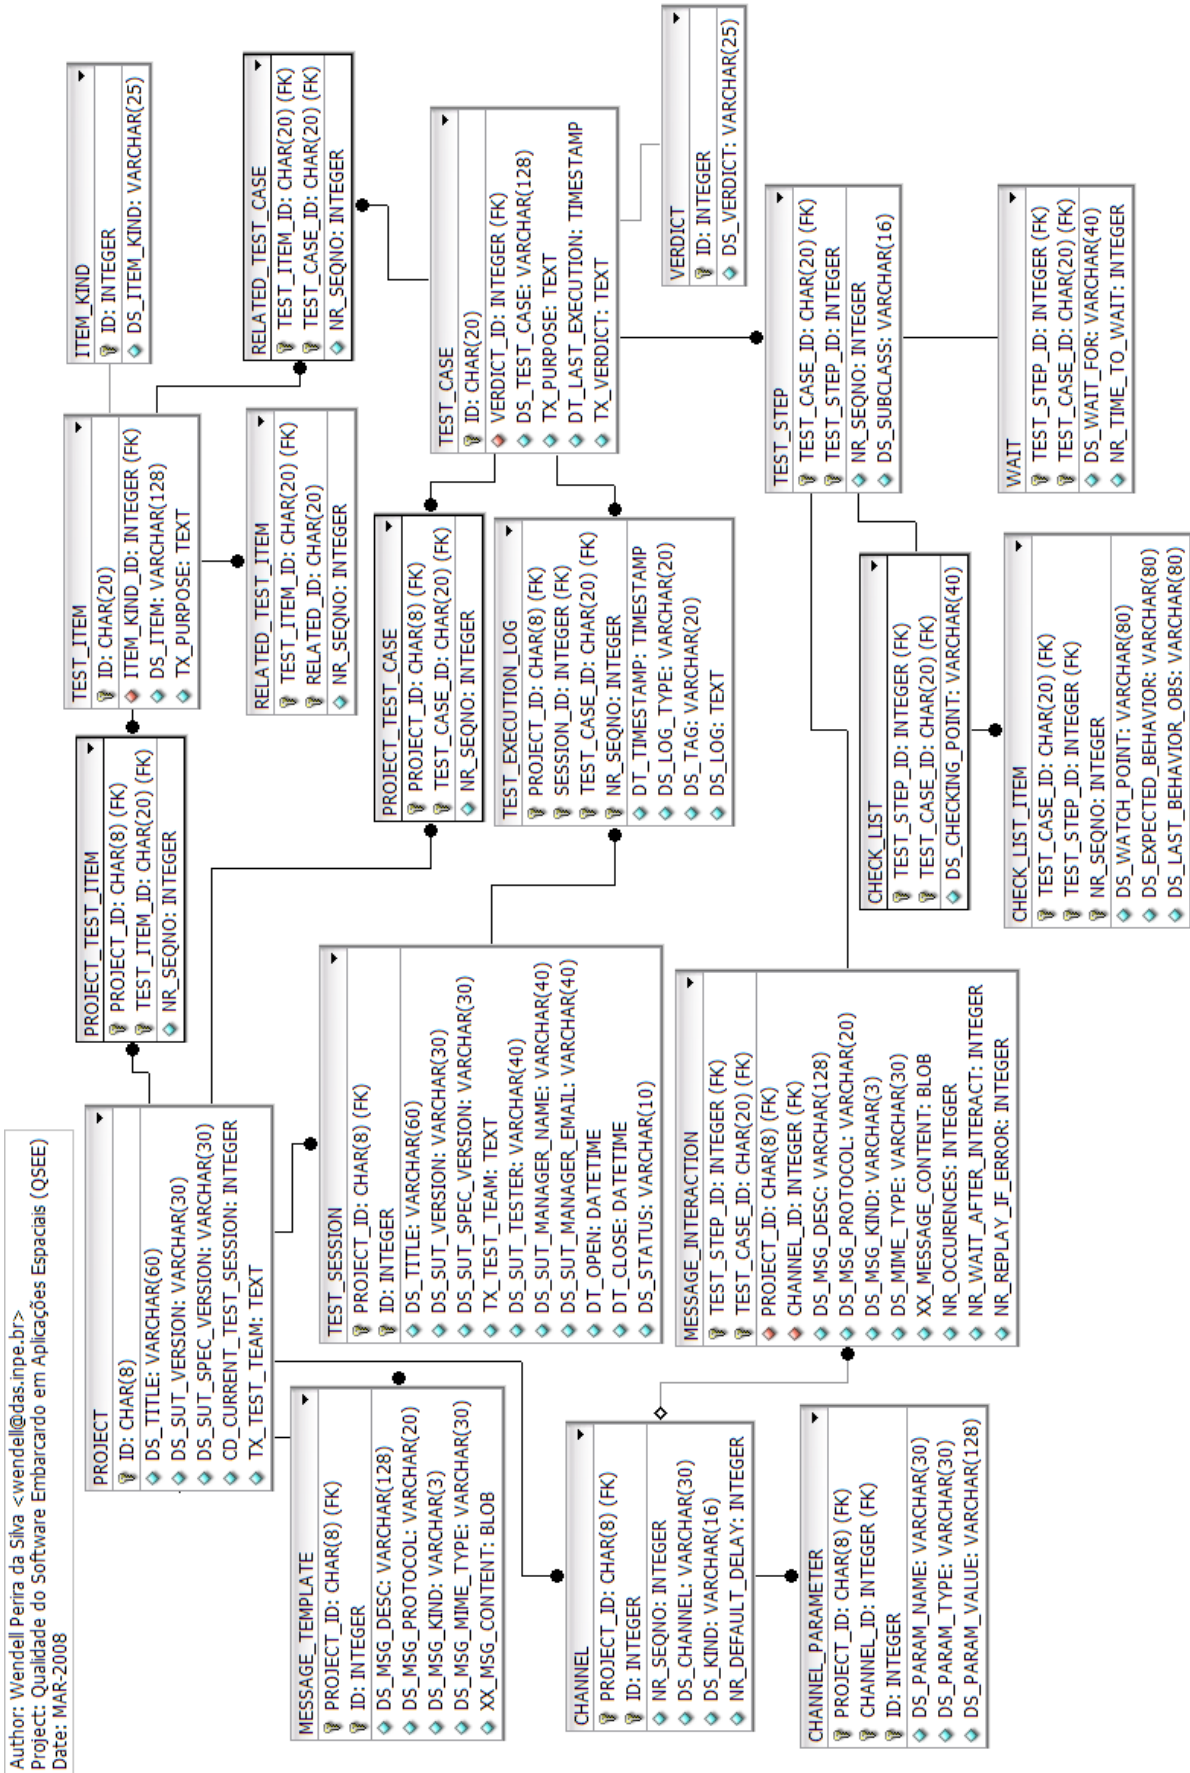 Author: Wendell Perira da Silva <wendell@das.inpe.br>
Project: Qualidade do Software Embarcardo em Aplicações Espaciais (QSEE)
Date: MAR-2008
PROJECT
ID: CHAR(8)
DS_TITLE: VARCHAR(60)
DS_SUT_VERSION: VARCHAR(30)
DS_SUT_SPEC_VERSION: VARCHAR(30)
CD_CURRENT_TEST_SESSION: INTEGER
TX_TEST_TEAM: TEXT
PROJECT_TEST_ITEM
PROJECT_ID: CHAR(8) (FK)
TEST_ITEM_ID: CHAR(20) (FK)
NR_SEQNO: INTEGER
TEST_ITEM
ID: CHAR(20)
ITEM_KIND_ID: INTEGER (FK)
DS_ITEM: VARCHAR(128)
TX_PURPOSE: TEXT
ITEM_KIND
ID: INTEGER
DS_ITEM_KIND: VARCHAR(25)
RELATED_TEST_ITEM
TEST_ITEM_ID: CHAR(20) (FK)
RELATED_ID: CHAR(20)
NR_SEQNO: INTEGER
RELATED_TEST_CASE
TEST_ITEM_ID: CHAR(20) (FK)
TEST_CASE_ID: CHAR(20) (FK)
NR_SEQNO: INTEGER
MESSAGE_TEMPLATE
PROJECT_ID: CHAR(8) (FK)
ID: INTEGER
DS_MSG_DESC: VARCHAR(128)
DS_MSG_PROTOCOL: VARCHAR(20)
DS_MSG_KIND: VARCHAR(3)
DS_MSG_MIME_TYPE: VARCHAR(30)
XX_MSG_CONTENT: BLOB
TEST_SESSION
PROJECT_ID: CHAR(8) (FK)
ID: INTEGER
DS_TITLE: VARCHAR(60)
DS_SUT_VERSION: VARCHAR(30)
DS_SUT_SPEC_VERSION: VARCHAR(30)
TX_TEST_TEAM: TEXT
DS_SUT_TESTER: VARCHAR(40)
DS_SUT_MANAGER_NAME: VARCHAR(40)
DS_SUT_MANAGER_EMAIL: VARCHAR(40)
DT_OPEN: DATETIME
DT_CLOSE: DATETIME
DS_STATUS: VARCHAR(10)
PROJECT_TEST_CASE
PROJECT_ID: CHAR(8) (FK)
TEST_CASE_ID: CHAR(20) (FK)
NR_SEQNO: INTEGER
TEST_EXECUTION_LOG
PROJECT_ID: CHAR(8) (FK)
SESSION_ID: INTEGER (FK)
TEST_CASE_ID: CHAR(20) (FK)
NR_SEQNO: INTEGER
DT_TIMESTAMP: TIMESTAMP
DS_LOG_TYPE: VARCHAR(20)
DS_TAG: VARCHAR(20)
DS_LOG: TEXT
TEST_CASE
ID: CHAR(20)
VERDICT_ID: INTEGER (FK)
DS_TEST_CASE: VARCHAR(128)
TX_PURPOSE: TEXT
DT_LAST_EXECUTION: TIMESTAMP
TX_VERDICT: TEXT
VERDICT
ID: INTEGER
DS_VERDICT: VARCHAR(25)
CHANNEL
PROJECT_ID: CHAR(8) (FK)
ID: INTEGER
NR_SEQNO: INTEGER
DS_CHANNEL: VARCHAR(30)
DS_KIND: VARCHAR(16)
NR_DEFAULT_DELAY: INTEGER
MESSAGE_INTERACTION
TEST_STEP_ID: INTEGER (FK)
TEST_CASE_ID: CHAR(20) (FK)
PROJECT_ID: CHAR(8) (FK)
CHANNEL_ID: INTEGER (FK)
DS_MSG_DESC: VARCHAR(128)
DS_MSG_PROTOCOL: VARCHAR(20)
DS_MSG_KIND: VARCHAR(3)
DS_MIME_TYPE: VARCHAR(30)
XX_MESSAGE_CONTENT: BLOB
NR_OCCURENCES: INTEGER
NR_WAIT_AFTER_INTERACT: INTEGER
NR_REPLAY_IF_ERROR: INTEGER
TEST_STEP
TEST_CASE_ID: CHAR(20) (FK)
TEST_STEP_ID: INTEGER
NR_SEQNO: INTEGER
DS_SUBCLASS: VARCHAR(16)
CHANNEL_PARAMETER
PROJECT_ID: CHAR(8) (FK)
CHANNEL_ID: INTEGER (FK)
ID: INTEGER
DS_PARAM_NAME: VARCHAR(30)
DS_PARAM_TYPE: VARCHAR(30)
DS_PARAM_VALUE: VARCHAR(128)
CHECK_LIST
TEST_STEP_ID: INTEGER (FK)
TEST_CASE_ID: CHAR(20) (FK)
DS_CHECKING_POINT: VARCHAR(40)
CHECK_LIST_ITEM
TEST_CASE_ID: CHAR(20) (FK)
TEST_STEP_ID: INTEGER (FK)
NR_SEQNO: INTEGER
DS_WATCH_POINT: VARCHAR(80)
DS_EXPECTED_BEHAVIOR: VARCHAR(80)
DS_LAST_BEHAVIOR_OBS: VARCHAR(80)
WAIT
TEST_STEP_ID: INTEGER (FK)
TEST_CASE_ID: CHAR(20) (FK)
DS_WAIT_FOR: VARCHAR(40)
NR_TIME_TO_WAIT: INTEGER